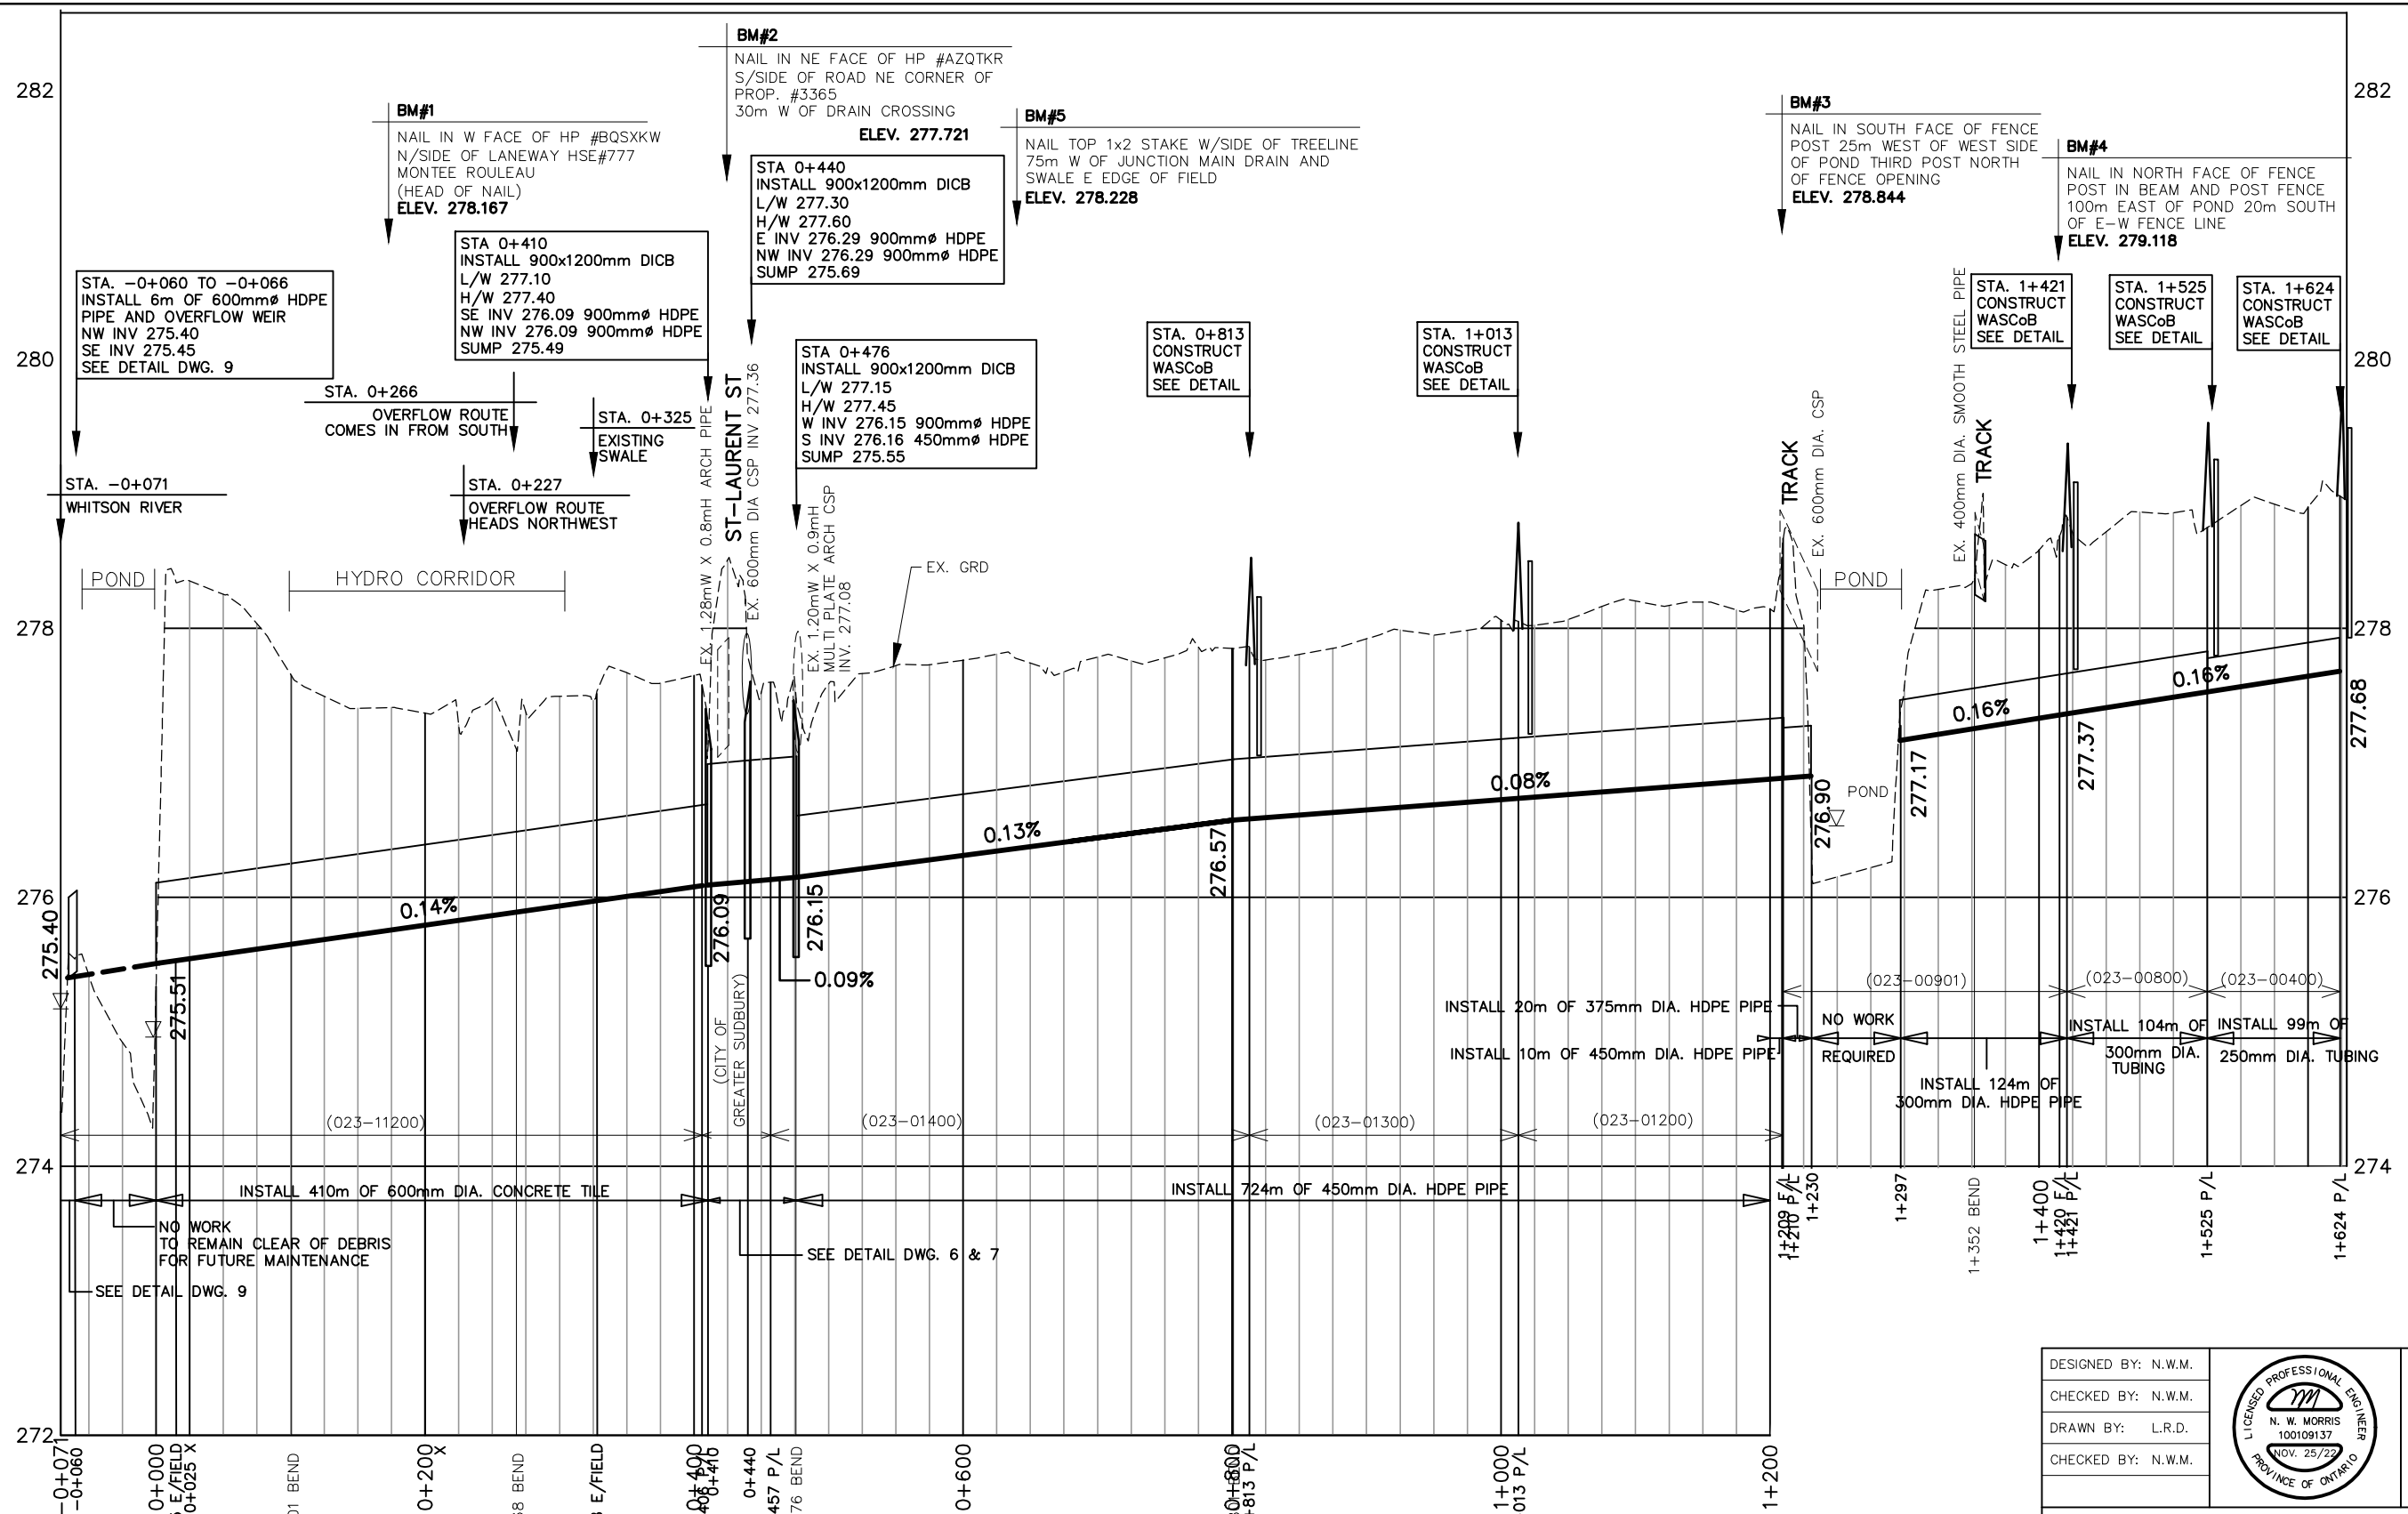 282
280
278
276
274
272
282
280
278
276
274
BM#1
NAIL IN W FACE OF HP #BQSXKW
N/SIDE OF LANEWAY HSE#777
MONTEE ROULEAU
(HEAD OF NAIL)
ELEV. 278.167
BM#2
NAIL IN NE FACE OF HP #AZQTKR
S/SIDE OF ROAD NE CORNER OF
PROP. #3365
30m W OF DRAIN CROSSING
ELEV. 277.721
BM#5
NAIL TOP 1x2 STAKE W/SIDE OF TREELINE
75m W OF JUNCTION MAIN DRAIN AND
SWALE E EDGE OF FIELD
ELEV. 278.228
BM#3
NAIL IN SOUTH FACE OF FENCE
POST 25m WEST OF WEST SIDE
OF POND THIRD POST NORTH
OF FENCE OPENING
ELEV. 278.844
BM#4
NAIL IN NORTH FACE OF FENCE
POST IN BEAM AND POST FENCE
100m EAST OF POND 20m SOUTH
OF E-W FENCE LINE
ELEV. 279.118
STA. -0+060 TO -0+066
INSTALL 6m OF 600mmø HDPE
PIPE AND OVERFLOW WEIR
NW INV 275.40
SE INV 275.45
SEE DETAIL DWG. 9
STA 0+410
INSTALL 900x1200mm DICB
L/W 277.10
H/W 277.40
SE INV 276.09 900mmø HDPE
NW INV 276.09 900mmø HDPE
SUMP 275.49
STA 0+440
INSTALL 900x1200mm DICB
L/W 277.30
H/W 277.60
E INV 276.29 900mmø HDPE
NW INV 276.29 900mmø HDPE
SUMP 275.69
STA 0+476
INSTALL 900x1200mm DICB
L/W 277.15
H/W 277.45
W INV 276.15 900mmø HDPE
S INV 276.16 450mmø HDPE
SUMP 275.55
STA. 0+813
CONSTRUCT
WASCoB
SEE DETAIL
STA. 1+013
CONSTRUCT
WASCoB
SEE DETAIL
STA. 1+421
CONSTRUCT
WASCoB
SEE DETAIL
STA. 1+525
CONSTRUCT
WASCoB
SEE DETAIL
STA. 1+624
CONSTRUCT
WASCoB
SEE DETAIL
STA. 0+266
OVERFLOW ROUTE
COMES IN FROM SOUTH
STA. 0+325
EXISTING
SWALE
STA. -0+071
WHITSON RIVER
STA. 0+227
OVERFLOW ROUTE
HEADS NORTHWEST
POND
HYDRO CORRIDOR
EX. 1.28mW X 0.8mH ARCH PIPE
ST-LAURENT ST
EX. 600mm DIA CSP INV 277.36
EX. 1.20mW X 0.9mH
MULTI PLATE ARCH CSP
INV. 277.08
EX. GRD
TRACK
EX. 600mm DIA. CSP
POND
EX. 400mm DIA. SMOOTH STEEL PIPE
TRACK
275.40
275.51
0.14%
276.09
276.15
0.09%
0.13%
276.57
0.08%
276.90
POND
277.17
0.16%
277.37
0.16%
277.68
(CITY OF
GREATER SUDBURY)
(023-11200)
(023-01400)
(023-01300)
(023-01200)
(023-00901)
(023-00800)
(023-00400)
INSTALL 20m OF 375mm DIA. HDPE PIPE
INSTALL 10m OF 450mm DIA. HDPE PIPE
NO WORK
REQUIRED
INSTALL 124m OF
300mm DIA. HDPE PIPE
INSTALL 104m OF
300mm DIA.
TUBING
INSTALL 99m OF
250mm DIA. TUBING
INSTALL 410m OF 600mm DIA. CONCRETE TILE
INSTALL 724m OF 450mm DIA. HDPE PIPE
NO WORK
TO REMAIN CLEAR OF DEBRIS
FOR FUTURE MAINTENANCE
SEE DETAIL DWG. 9
SEE DETAIL DWG. 6 & 7
-0+071
-0+060
0+000
E/FIELD
0+025 X
01 BEND
0+200
X
BEND
E/FIELD
0+400
406 P/L
0+410
0+440
457 P/L
76 BEND
0+600
0+800
+813 P/L
1+000
013 P/L
1+200
1+209 F/L
1+210 P/L
1+230
1+297
1+352 BEND
1+400
1+420 F/L
1+421 P/L
1+525 P/L
1+624 P/L
DESIGNED BY: N.W.M.
CHECKED BY: N.W.M.
DRAWN BY: L.R.D.
CHECKED BY: N.W.M.
LICENSED PROFESSIONAL ENGINEER
N. W. MORRIS
100109137
NOV. 25/22
PROVINCE OF ONTARIO